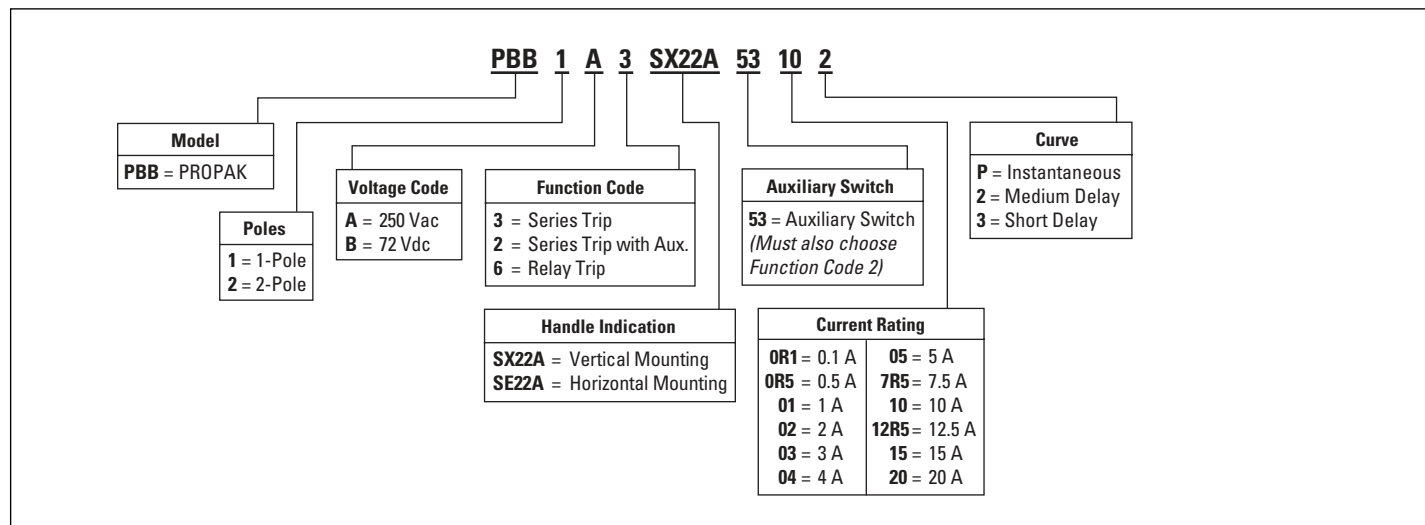 PBB 1 A 3 SX22A 53 10 2
Model
PBB = PROPAK
Poles
1 = 1-Pole
2 = 2-Pole
Voltage Code
A = 250 Vac
B = 72 Vdc
Function Code
3 = Series Trip
2 = Series Trip with Aux.
6 = Relay Trip
Handle Indication
SX22A = Vertical Mounting
SE22A = Horizontal Mounting
Auxiliary Switch
53 = Auxiliary Switch
(Must also choose
Function Code 2)
Current Rating
0R1 = 0.1 A
0R5 = 0.5 A
01 = 1 A
02 = 2 A
03 = 3 A
04 = 4 A
05 = 5 A
7R5 = 7.5 A
10 = 10 A
12R5 = 12.5 A
15 = 15 A
20 = 20 A
Curve
P = Instantaneous
2 = Medium Delay
3 = Short Delay